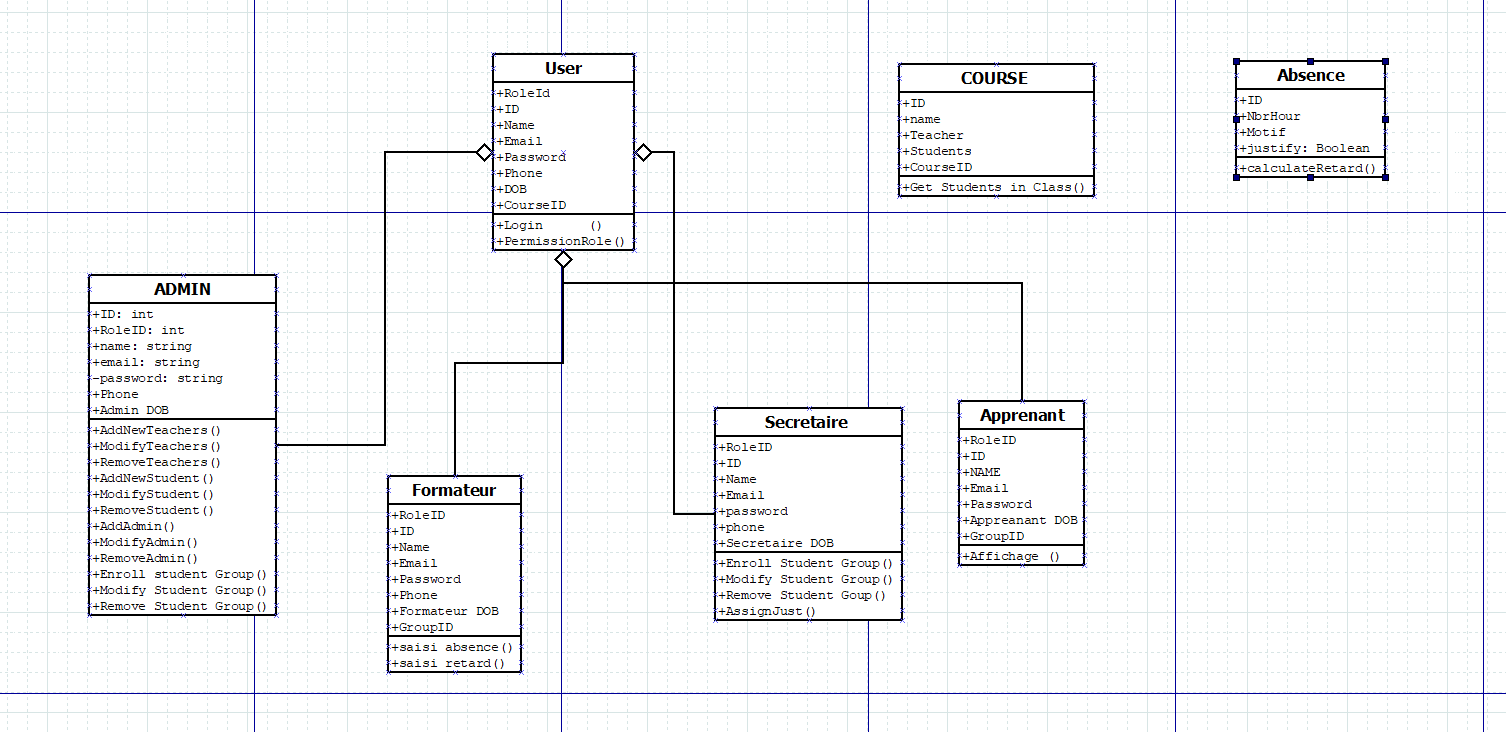 User
+RoleId
+ID
+Name
+Email
+Password
+Phone
+DOB
+CourseID
+Login ()
+PermissionRole()
COURSE
+ID
+name
+Teacher
+Students
+CourseID
+Get Students in Class()
Absence
+ID
+NbrHour
+Motif
+justify: Boolean
+calculateRetard()
ADMIN
+ID: int
+RoleID: int
+name: string
+email: string
-password: string
+Phone
+Admin DOB
+AddNewTeachers()
+ModifyTeachers()
+RemoveTeachers()
+AddNewStudent()
+ModifyStudent()
+RemoveStudent()
+AddAdmin()
+ModifyAdmin()
+RemoveAdmin()
+Enroll student Group()
+Modify Student Group()
+Remove Student Group()
Formateur
+RoleID
+ID
+Name
+Email
+Password
+Phone
+Formateur DOB
+GroupID
+saisi absence()
+saisi retard()
Secretaire
+RoleID
+ID
+Name
+Email
+password
+phone
+Secretaire DOB
+Enroll Student Group()
+Modify Student Group()
+Remove Student Goup()
+AssignJust()
Apprenant
+RoleID
+ID
+NAME
+Email
+Password
+Appreanant DOB
+GroupID
+Affichage ()